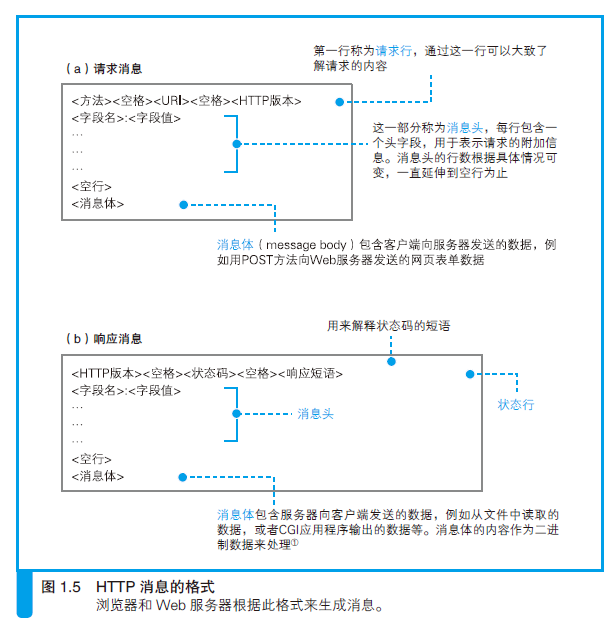 第一行称为请求行，通过这一行可以大致了
解请求的内容
（a）请求消息
<方法><空格><URI><空格><HTTP版本>
<字段名>:<字段值>
…
…
…
<空行>
<消息体>
这一部分称为消息头，每行包含一
个头字段，用于表示请求的附加信
息。消息头的行数根据具体情况可
变，一直延伸到空行为止
消息体（message body）包含客户端向服务器发送的数据，例
如用POST方法向Web服务器发送的网页表单数据
用来解释状态码的短语
（b）响应消息
<HTTP版本><空格><状态码><空格><响应短语>
<字段名>:<字段值>
…
…
…
<空行>
<消息体>
状态行
消息头
消息体包含服务器向客户端发送的数据，例如从文件中读取的
数据，或者CGI应用程序输出的数据等。消息体的内容作为二进
制数据来处理①
图 1.5 HTTP 消息的格式
浏览器和 Web 服务器根据此格式来生成消息。